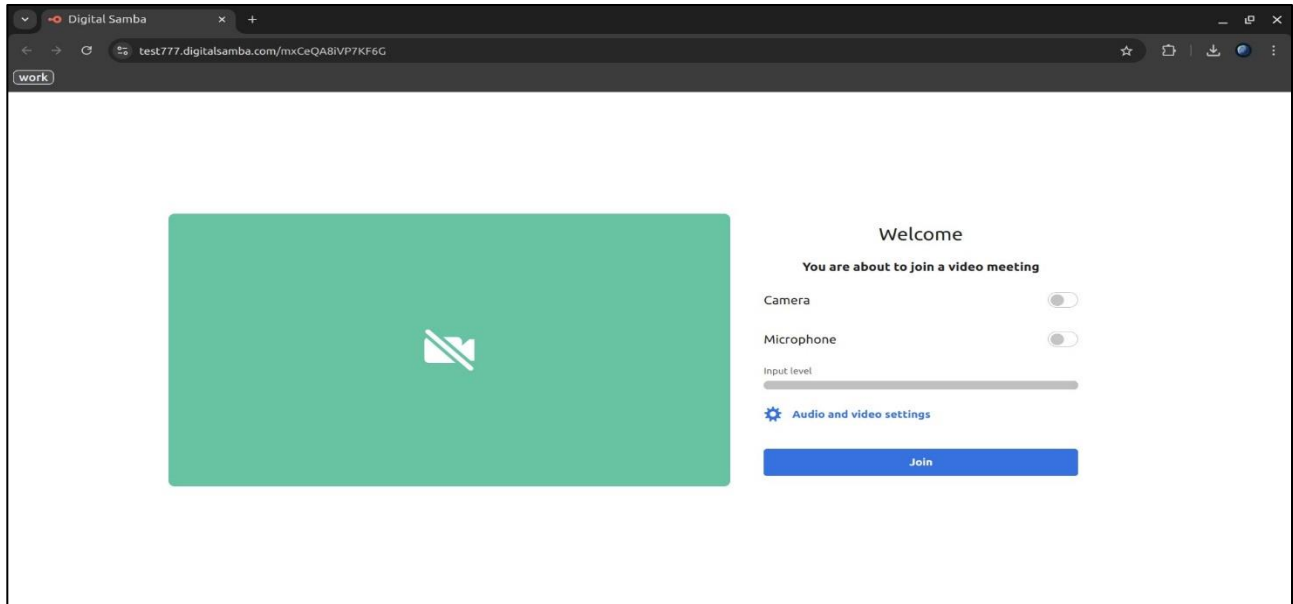 Digital Samba
test777.digitalsamba.com/mxCeQA8iVP7KF6G
work
Welcome
You are about to join a video meeting
Camera
Microphone
Input level
Audio and video settings
Join